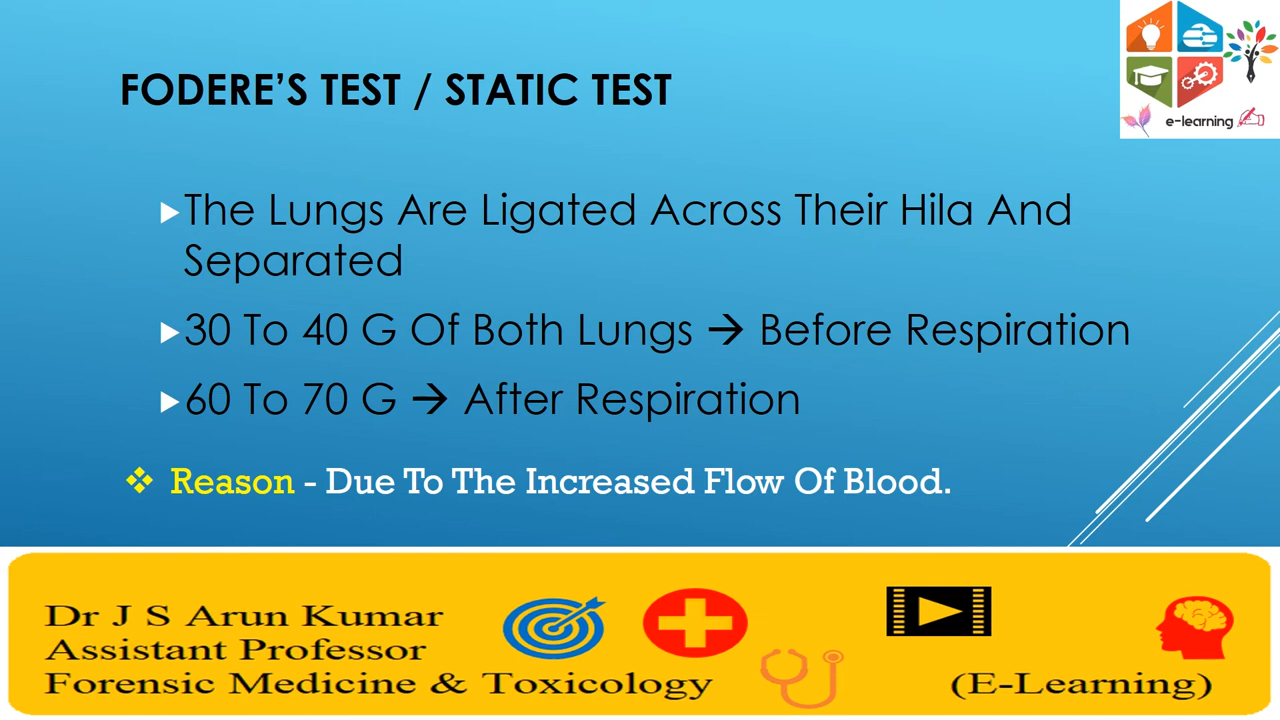 FODERE'S TEST / STATIC TEST
e-learning
The Lungs Are Ligated Across Their Hila And
Separated
30 To 40 G Of Both Lungs → Before Respiration
60 To 70 G → After Respiration
Reason - Due To The Increased Flow Of Blood.
Dr J S Arun Kumar
Assistant Professor
Forensic Medicine & Toxicology
(E-Learning)